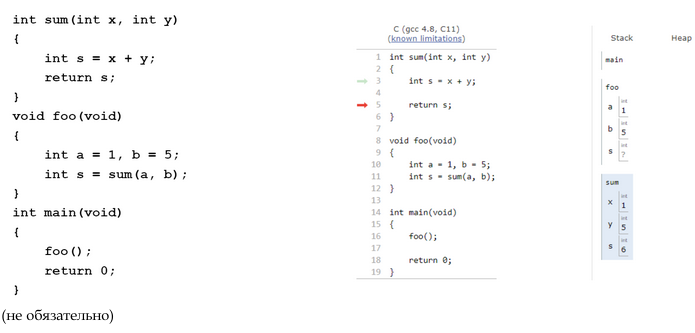 int sum(int x, int y)
{
int s = x + y;
return s;
}
void foo(void)
{
int a = 1, b = 5;
int s = sum(a, b);
}
int main(void)
{
foo();
return 0;
}
(не обязательно)
C (gcc 4.8, C11)
(known limitations)
1 int sum(int x, int y)
2 {
3 int s = x + y;
4
5 return s;
6 }
7
8 void foo(void)
9 {
10 int a = 1, b = 5;
11 int s = sum(a, b);
12 }
13
14 int main(void)
15 {
16 foo();
17
18 return 0;
19 }
Stack Heap
main
foo
int
a 1
int
b 5
int
s ?
sum
int
x 1
int
y 5
int
s 6